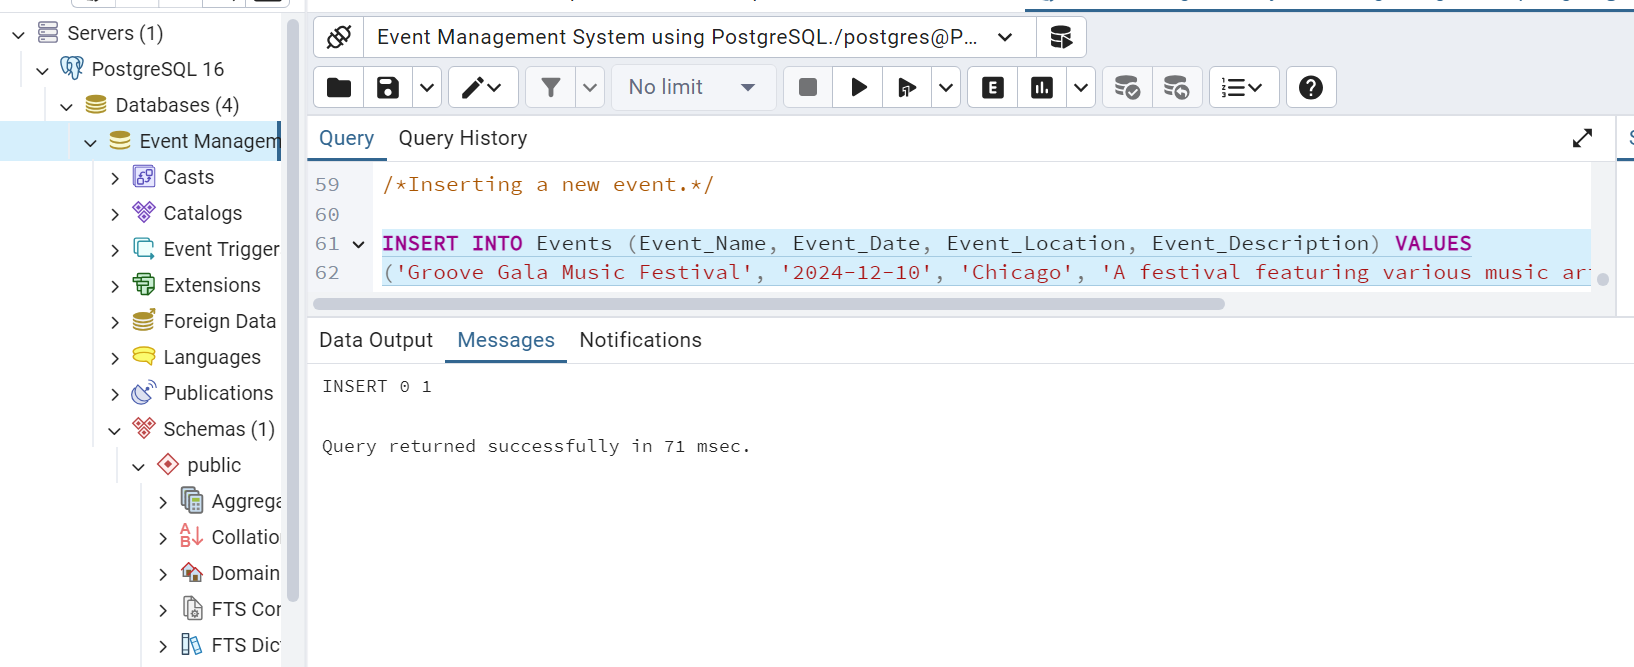 Servers (1)
PostgreSQL 16
Databases (4)
Event Managem
Casts
Catalogs
Event Trigger
Extensions
Foreign Data
Languages
Publications
Schemas (1)
public
Aggrega
Collatio
Domain
FTS Cor
FTS Dic
Event Management System using PostgreSQL./postgres@P...
No limit
E
Query
Query History
59 /*Inserting a new event.*/
60
61 INSERT INTO Events (Event_Name, Event_Date, Event_Location, Event_Description) VALUES
62 ('Groove Gala Music Festival', '2024-12-10', 'Chicago', 'A festival featuring various music ar
Data Output
Messages
Notifications
INSERT 0 1
Query returned successfully in 71 msec.